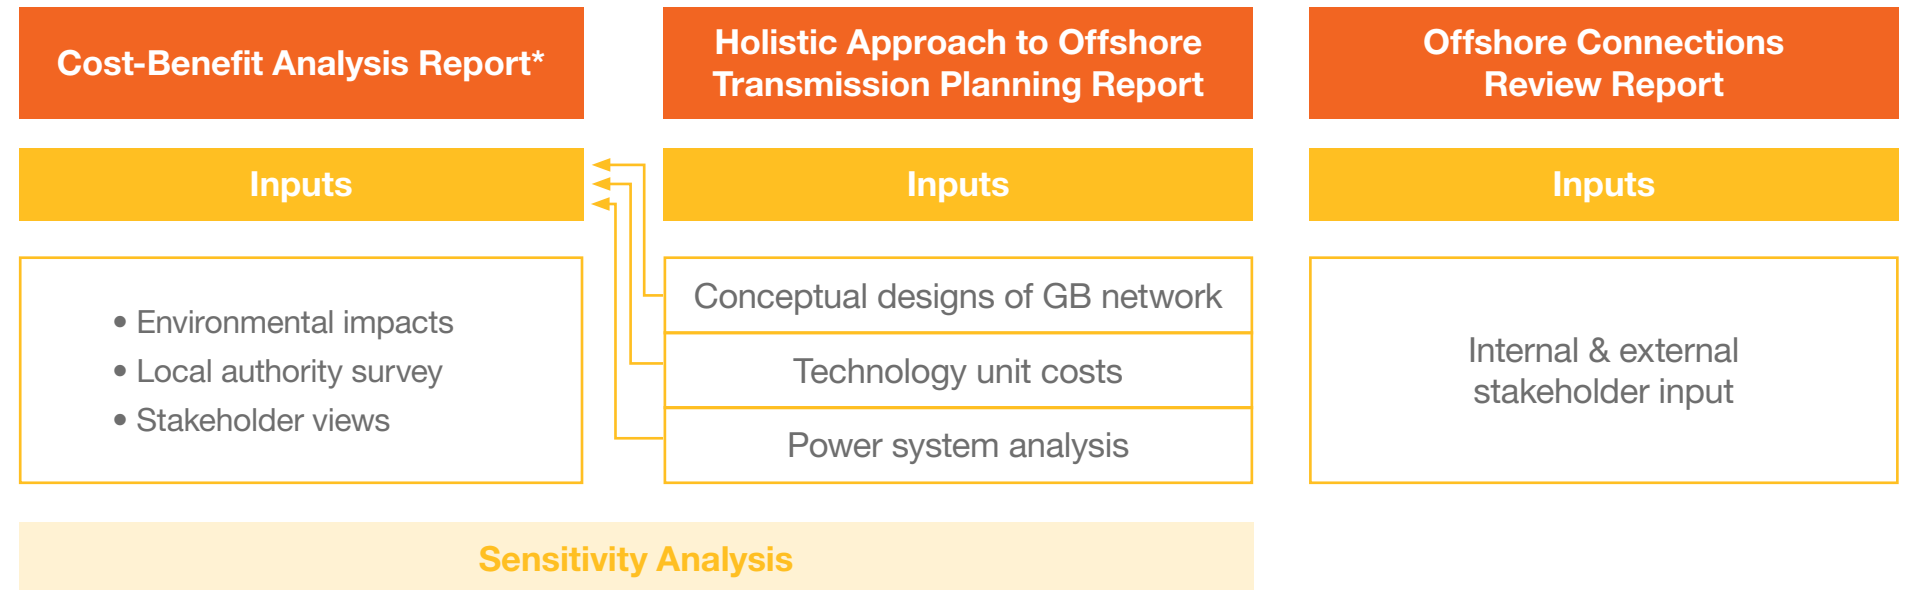 Cost-Benefit Analysis Report*
Inputs
• Environmental impacts
• Local authority survey
• Stakeholder views
Holistic Approach to Offshore
Transmission Planning Report
Inputs
Conceptual designs of GB network
Technology unit costs
Power system analysis
Offshore Connections
Review Report
Inputs
Internal & external
stakeholder input
Sensitivity Analysis